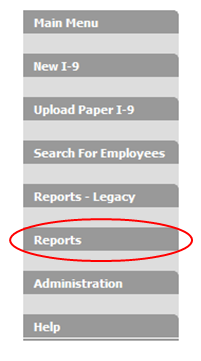 Main Menu
New I-9
Upload Paper I-9
Search For Employees
Reports - Legacy
Reports
Administration
Help